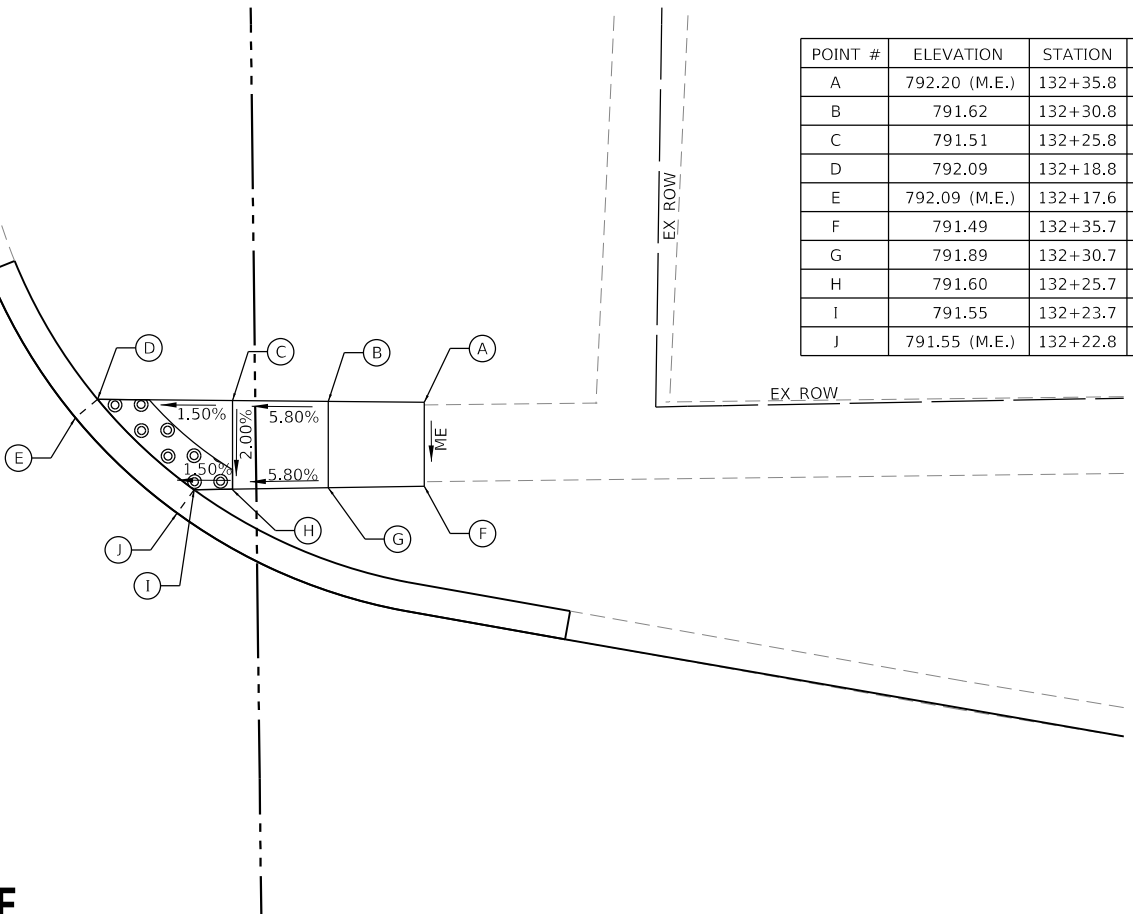 POINT # ELEVATION STATION
A 792.20 (M.E.) 132+35.8
B 791.62 132+30.8
C 791.51 132+25.8
D 792.09 132+18.8
E 792.09 (M.E.) 132+17.6
F 791.49 132+35.7
G 791.89 132+30.7
H 791.60 132+25.7
I 791.55 132+23.7
J 791.55 (M.E.) 132+22.8
EX ROW
EX ROW
D
C
B
A
1.50%
5.80%
2.00%
ME
E
1.50%
5.80%
J
I
H
G
F
F